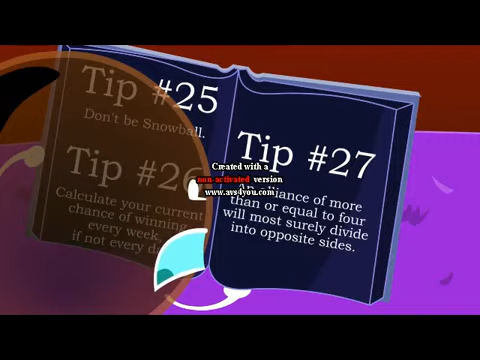 Tip #25
Don't be Snowball.
Tip #26
Calculate your current
chance of winning
every week,
if not every
Tip #27
alliance of more
than or equal to four
will most surely divide
into opposite sides.
Created with a
non-activated version
www.avs4you.com